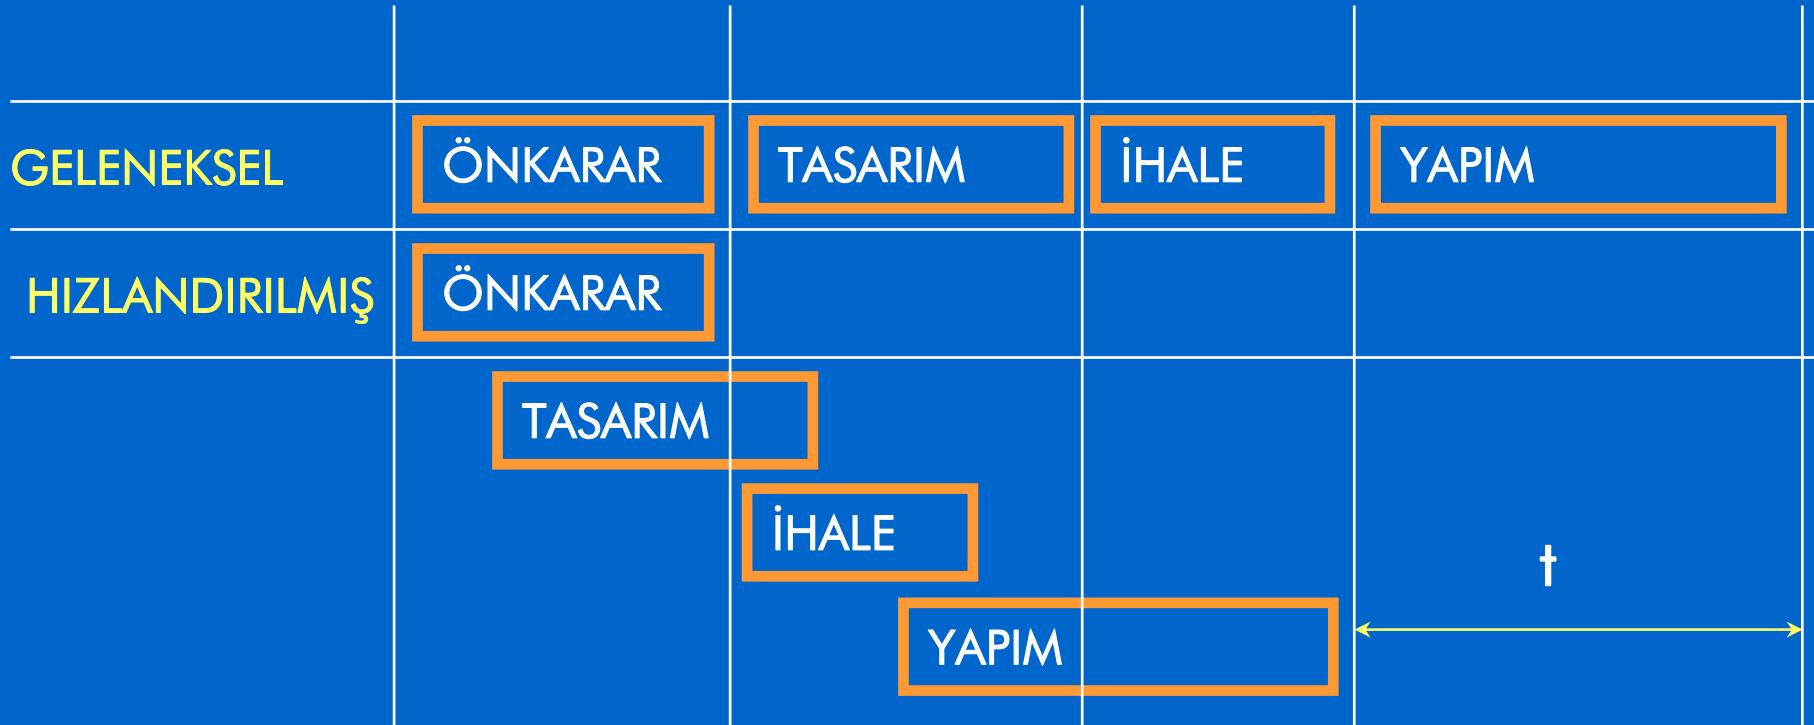 GELENEKSEL ÖNKARAR TASARIM İHALE YAPIM
HIZLANDIRILMIŞ ÖNKARAR
TASARIM
İHALE
t
YAPIM